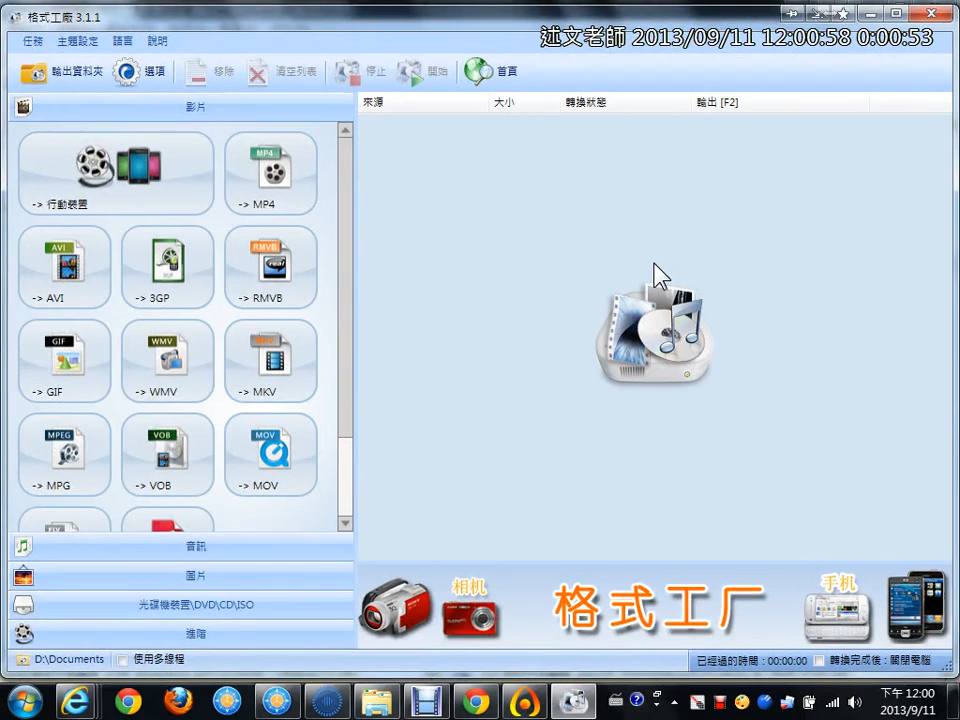 格式工廠 3.1.1
述文老師 2013/09/11 12:00:58 0:00:53
任務 主題設定 語言 說明
輸出資料夾 選項 移除 清空列表 停止 開始 首頁
影片
來源 大小 轉換狀態 輸出 [F2]
-> 行動裝置
MP4
-> MP4
AVI
-> AVI
3GP
-> 3GP
RMVB
real
-> RMVB
GIF
-> GIF
WMV
-> WMV
MKV
-> MKV
MPEG
-> MPG
VOB
-> VOB
MOV
-> MOV
音訊
圖片
光碟機裝置\DVD\CD\ISO
進階
相机
格式工厂
手机
D:\Documents
使用多線程
已經過的時間 : 00:00:00
轉換完成後 : 關閉電腦
下午 12:00
2013/9/11